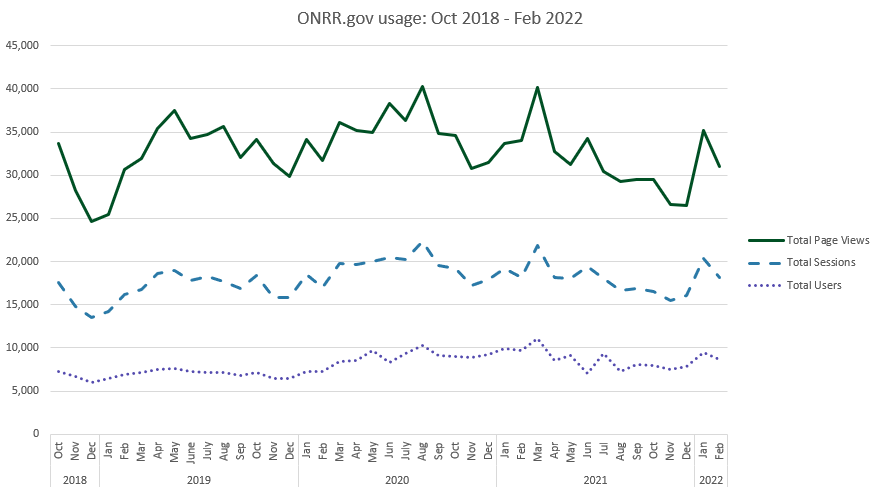 ONRR.gov usage: Oct 2018 - Feb 2022
45,000
40,000
35,000
30,000
25,000
20,000
15,000
10,000
5,000
0
Total Page Views
Total Sessions
Total Users
Oct Nov Dec Jan Feb Mar Apr May June July Aug Sep Oct Nov Dec Jan Feb Mar Apr May Jun July Aug Sep Oct Nov Dec Jan Feb Mar Apr May Jun Jul Aug Sep Oct Nov Dec Jan Feb
2018 2019 2020 2021 2022